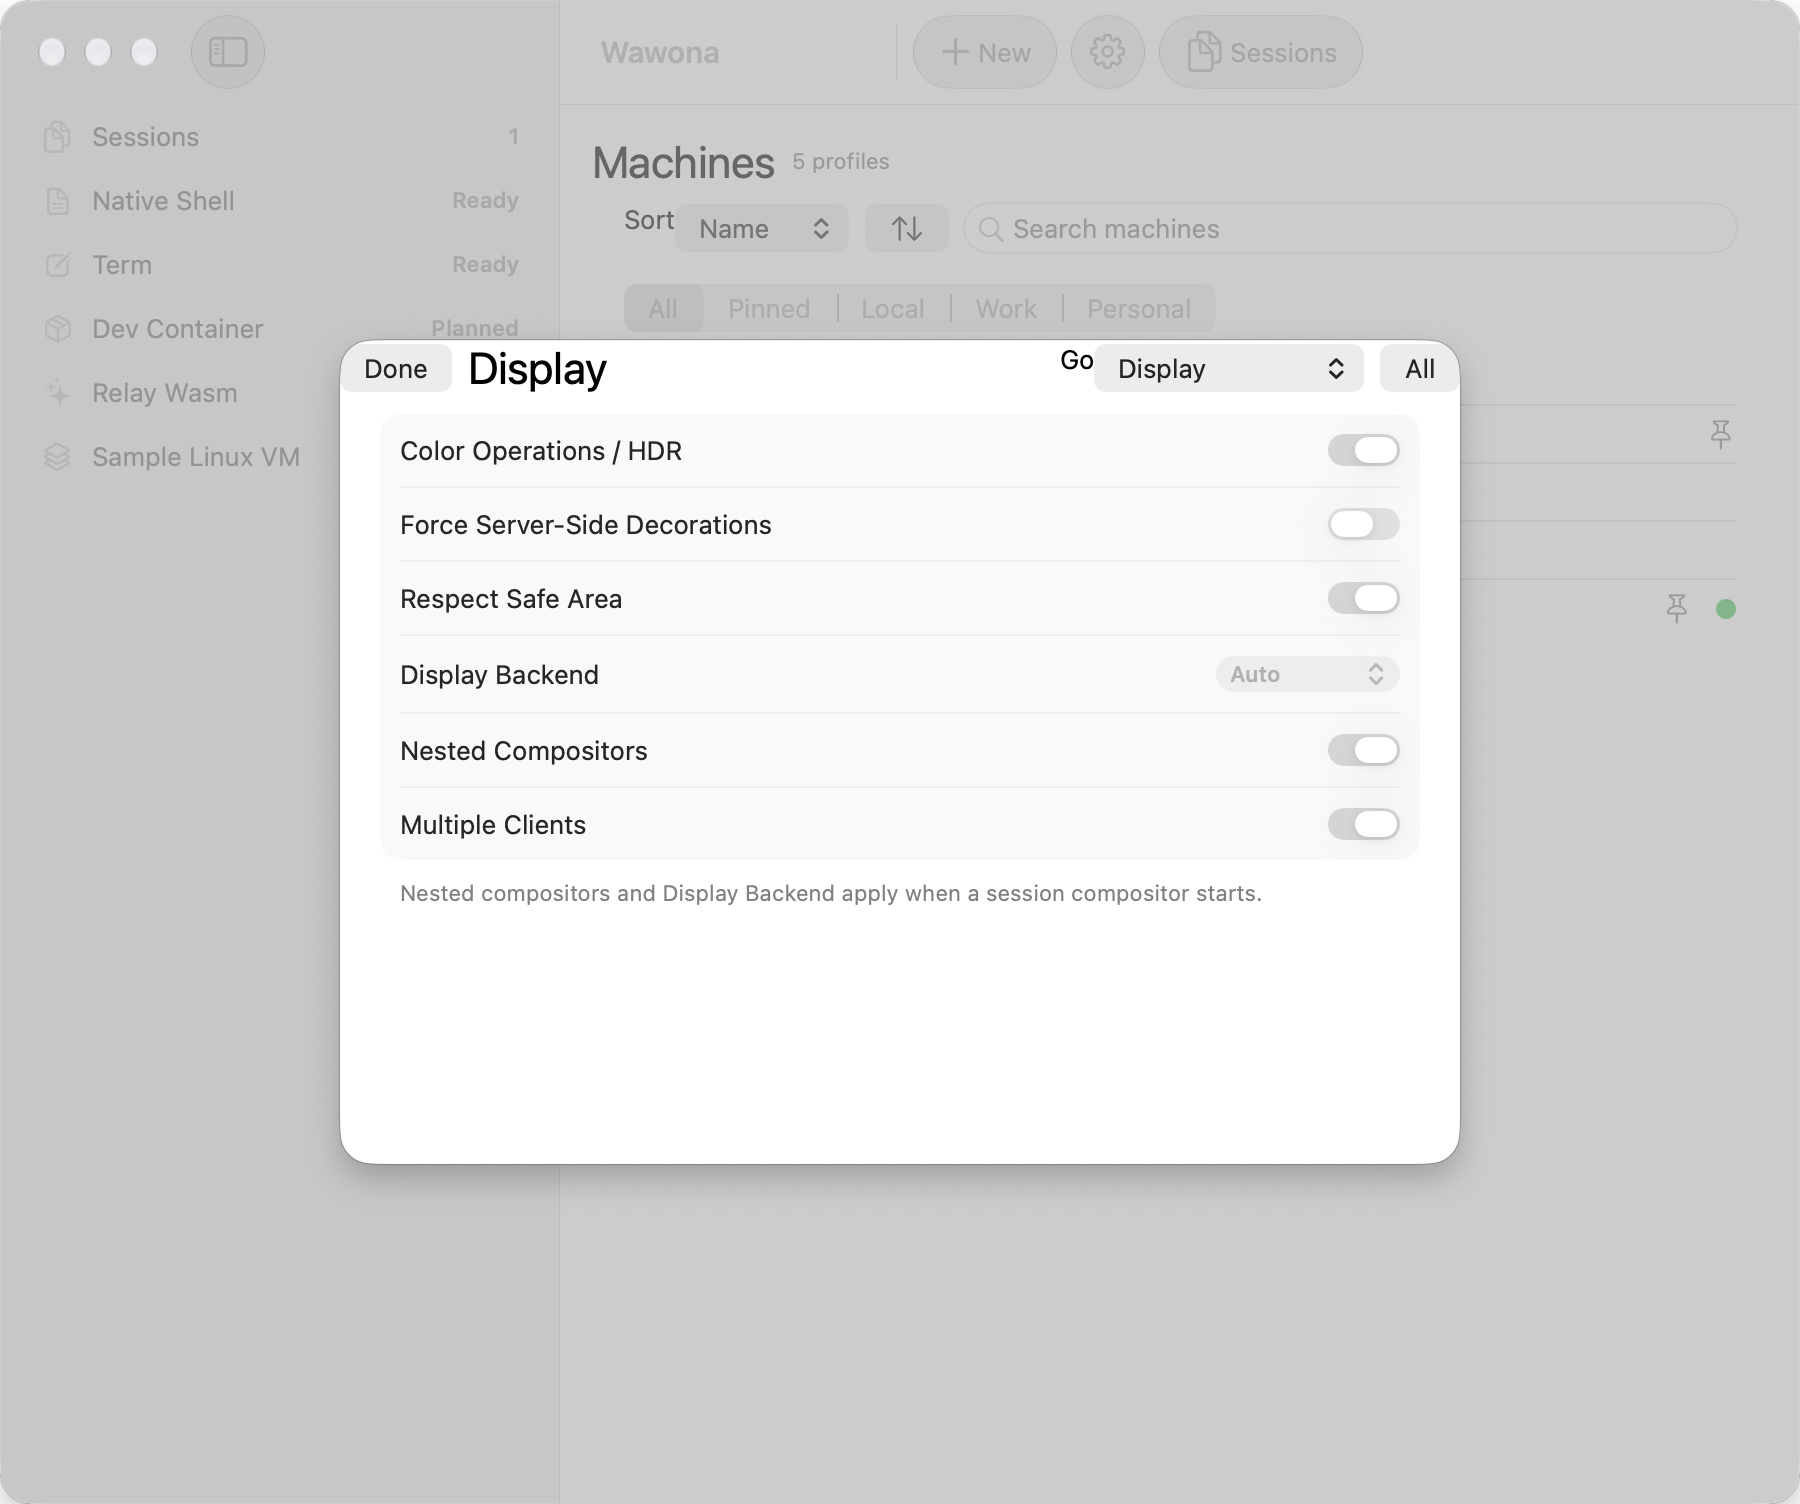 Wawona
New
Sessions
Sessions 1
Native Shell Ready
Term Ready
Dev Container Planned
Relay Wasm
Sample Linux VM
Machines 5 profiles
Sort Name Search machines
All Pinned Local Work Personal
Done Display Go Display All
Color Operations / HDR
Force Server-Side Decorations
Respect Safe Area
Display Backend Auto
Nested Compositors
Multiple Clients
Nested compositors and Display Backend apply when a session compositor starts.